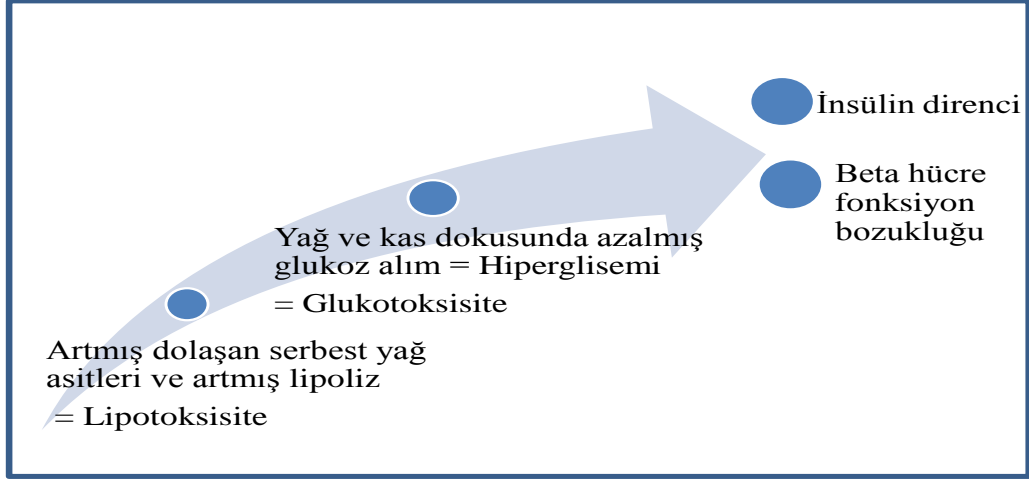 İnsülin direnci
Beta hücre
fonksiyon
bozukluğu
Yağ ve kas dokusunda azalmış
glukoz alım = Hiperglisemi
= Glukotoksisite
Artmış dolaşan serbest yağ
asitleri ve artmış lipoliz
= Lipotoksisite